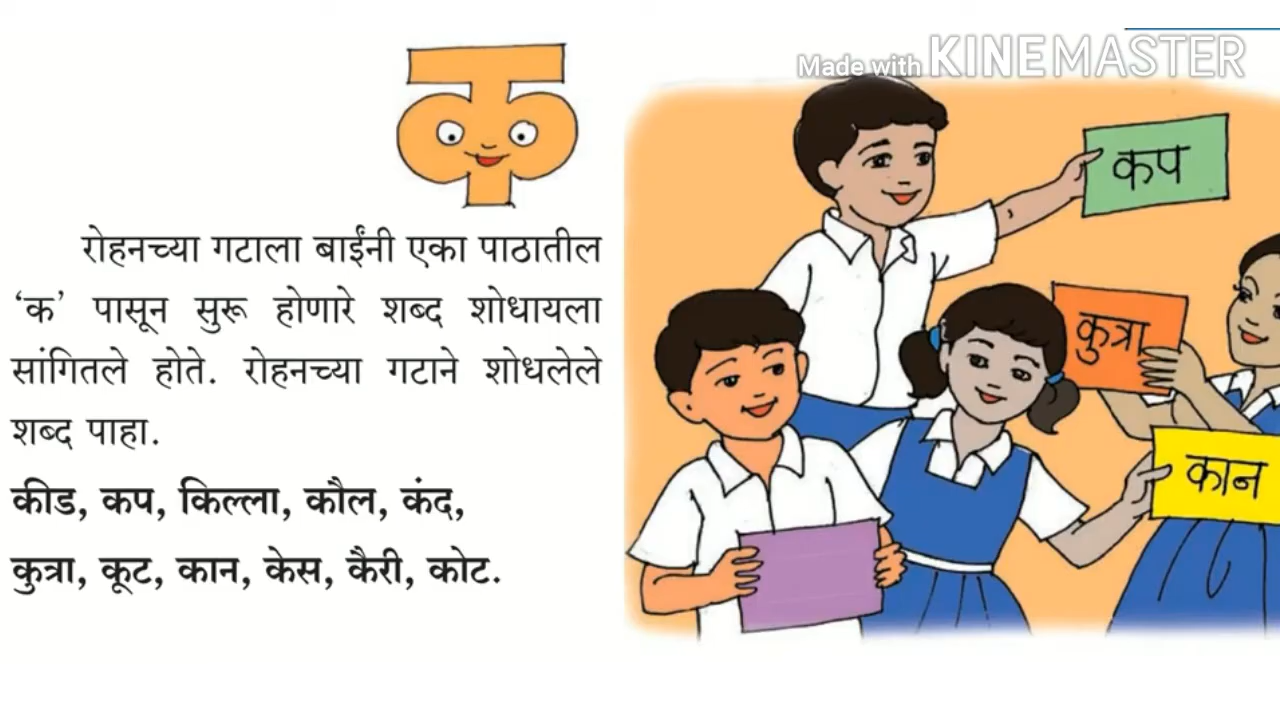 Made with KINEMASTER
क
रोहनच्या गटाला बाईंनी एका पाठातील
‘क’ पासून सुरू होणारे शब्द शोधायला
सांगितले होते. रोहनच्या गटाने शोधलेले
शब्द पाहा.
कीड, कप, किल्ला, कौल, कंद,
कुत्रा, कूट, कान, केस, कैरी, कोट.
कप
कुत्रा
कान